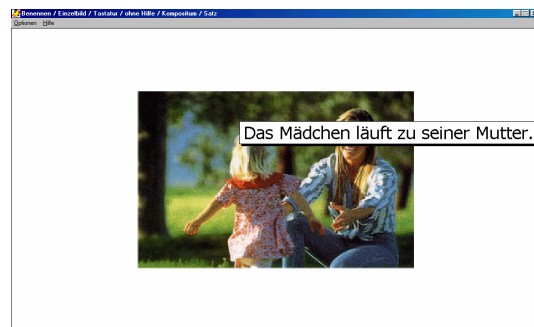 Benennen / Einzelbild / Tastatur / ohne Hilfe / Kompositum / Satz
Optionen Hilfe
Das Mädchen läuft zu seiner Mutter.